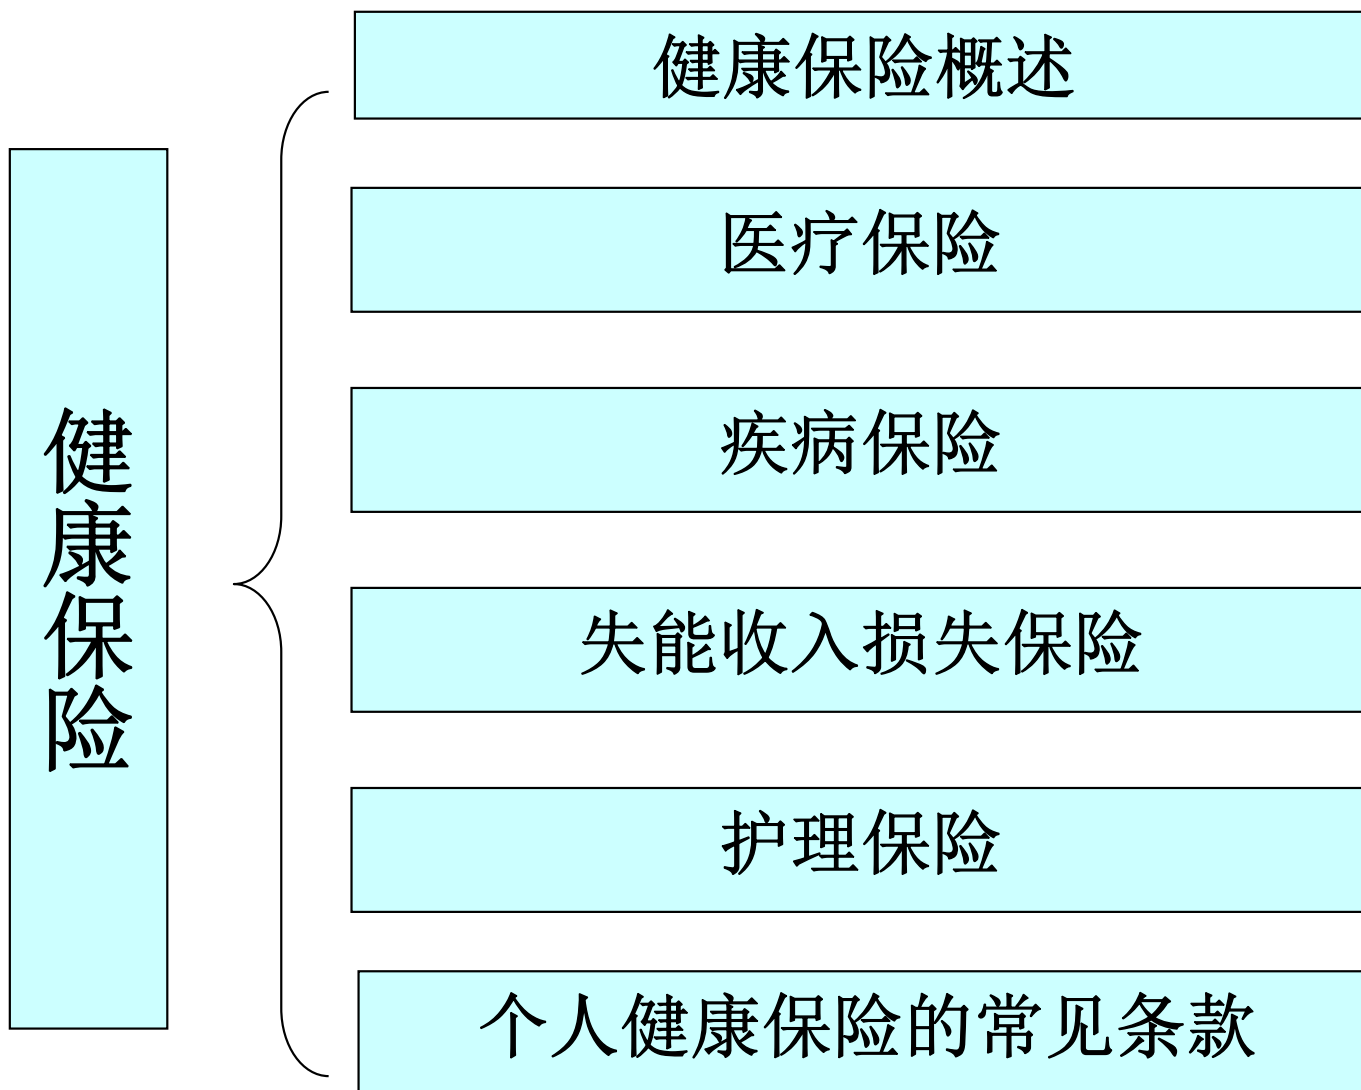 健康保险
健康保险概述
医疗保险
疾病保险
失能收入损失保险
护理保险
个人健康保险的常见条款